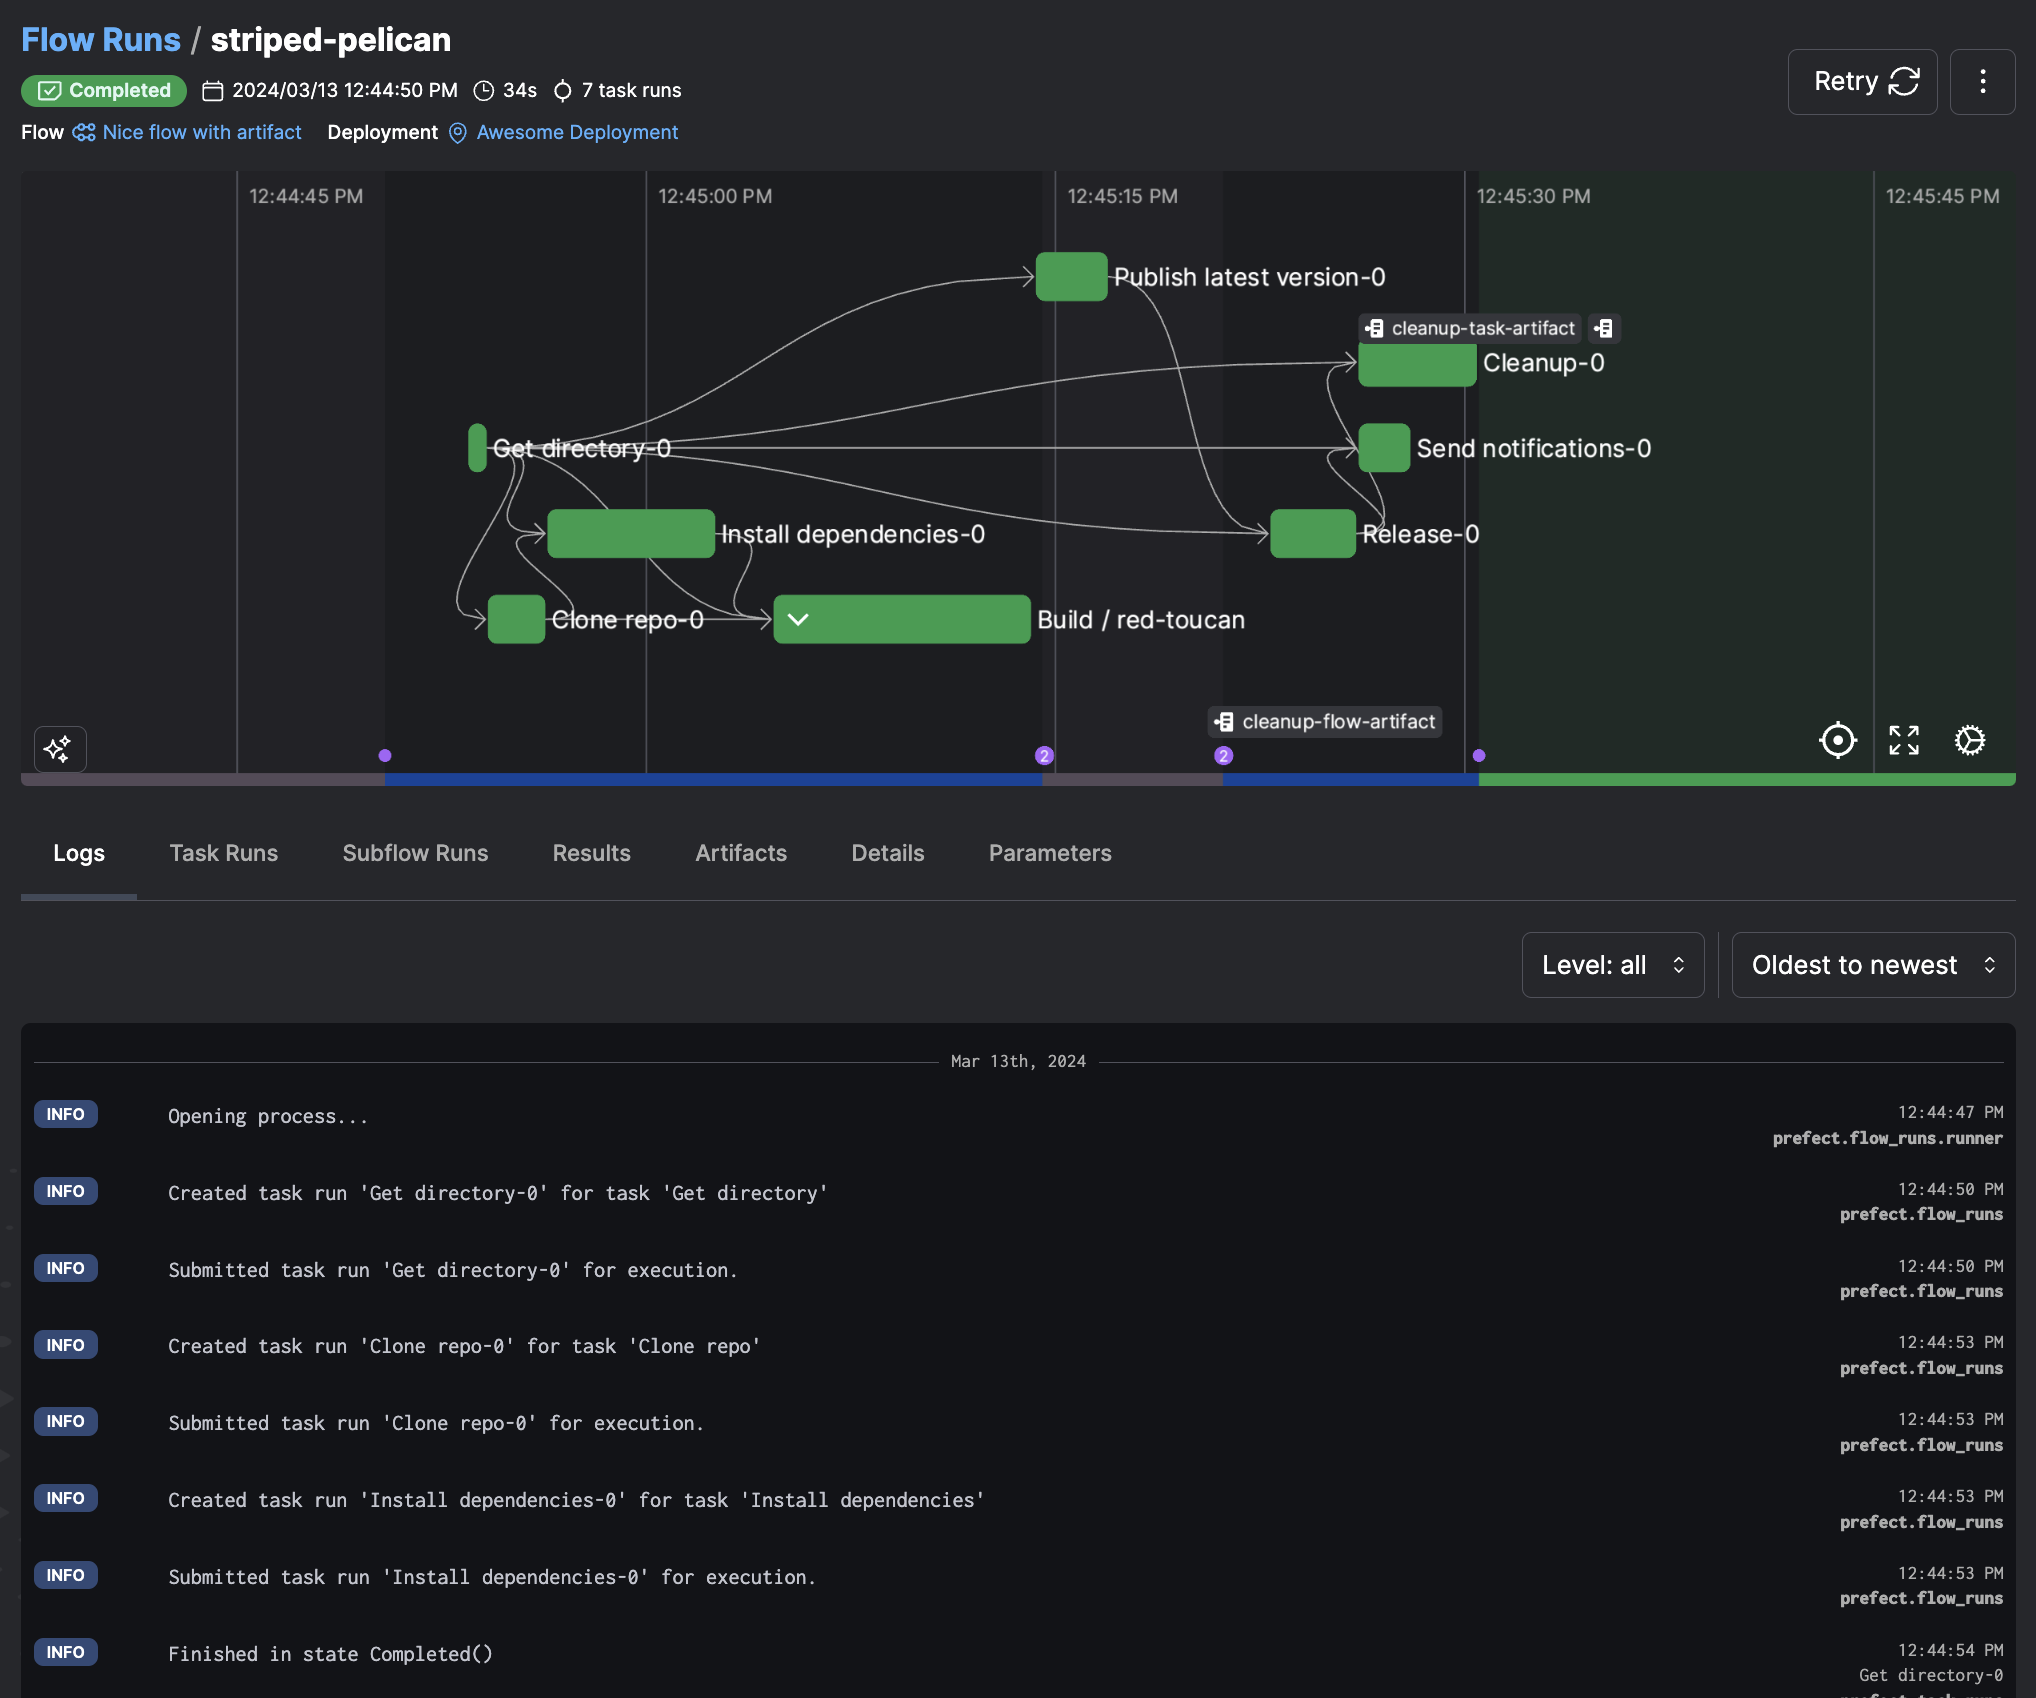 Flow Runs / striped-pelican
Completed 2024/03/13 12:44:50 PM 34s 7 task runs
Retry
Flow Nice flow with artifact Deployment Awesome Deployment
12:44:45 PM 12:45:00 PM 12:45:15 PM 12:45:30 PM 12:45:45 PM
Publish latest version-0
cleanup-task-artifact
Cleanup-0
Get directory-0
Send notifications-0
Install dependencies-0
Release-0
Clone repo-0
Build / red-toucan
cleanup-flow-artifact
2 2
Logs Task Runs Subflow Runs Results Artifacts Details Parameters
Level: all Oldest to newest
Mar 13th, 2024
INFO Opening process... 12:44:47 PM
prefect.flow_runs.runner
INFO Created task run 'Get directory-0' for task 'Get directory' 12:44:50 PM
prefect.flow_runs
INFO Submitted task run 'Get directory-0' for execution. 12:44:50 PM
prefect.flow_runs
INFO Created task run 'Clone repo-0' for task 'Clone repo' 12:44:53 PM
prefect.flow_runs
INFO Submitted task run 'Clone repo-0' for execution. 12:44:53 PM
prefect.flow_runs
INFO Created task run 'Install dependencies-0' for task 'Install dependencies' 12:44:53 PM
prefect.flow_runs
INFO Submitted task run 'Install dependencies-0' for execution. 12:44:53 PM
prefect.flow_runs
INFO Finished in state Completed() 12:44:54 PM
Get directory-0